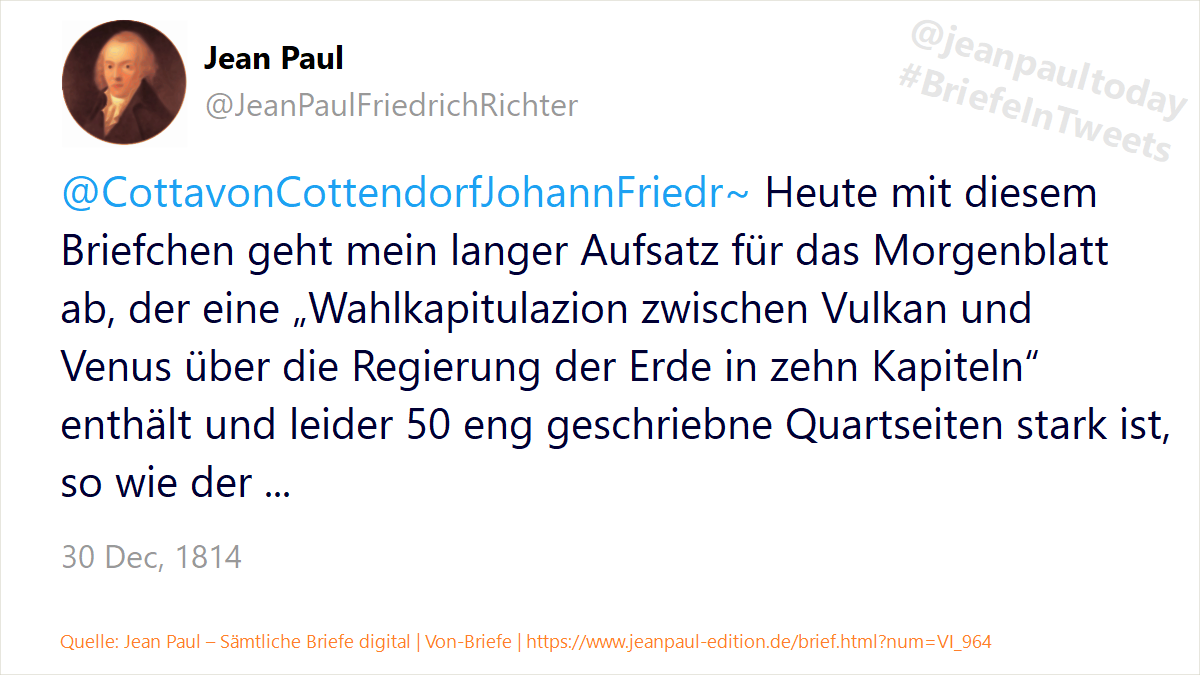 Jean Paul
@JeanPaulFriedrichRichter
@jeanpaultoday
#BriefeInTweets
@CottavonCottendorfJohannFriedr~ Heute mit diesem
Briefchen geht mein langer Aufsatz für das Morgenblatt
ab, der eine „Wahlkapitulazion zwischen Vulkan und
Venus über die Regierung der Erde in zehn Kapiteln“
enthält und leider 50 eng geschriebne Quartseiten stark ist,
so wie der ...
30 Dec, 1814
Quelle: Jean Paul – Sämtliche Briefe digital | Von-Briefe | https://www.jeanpaul-edition.de/brief.html?num=VI_964